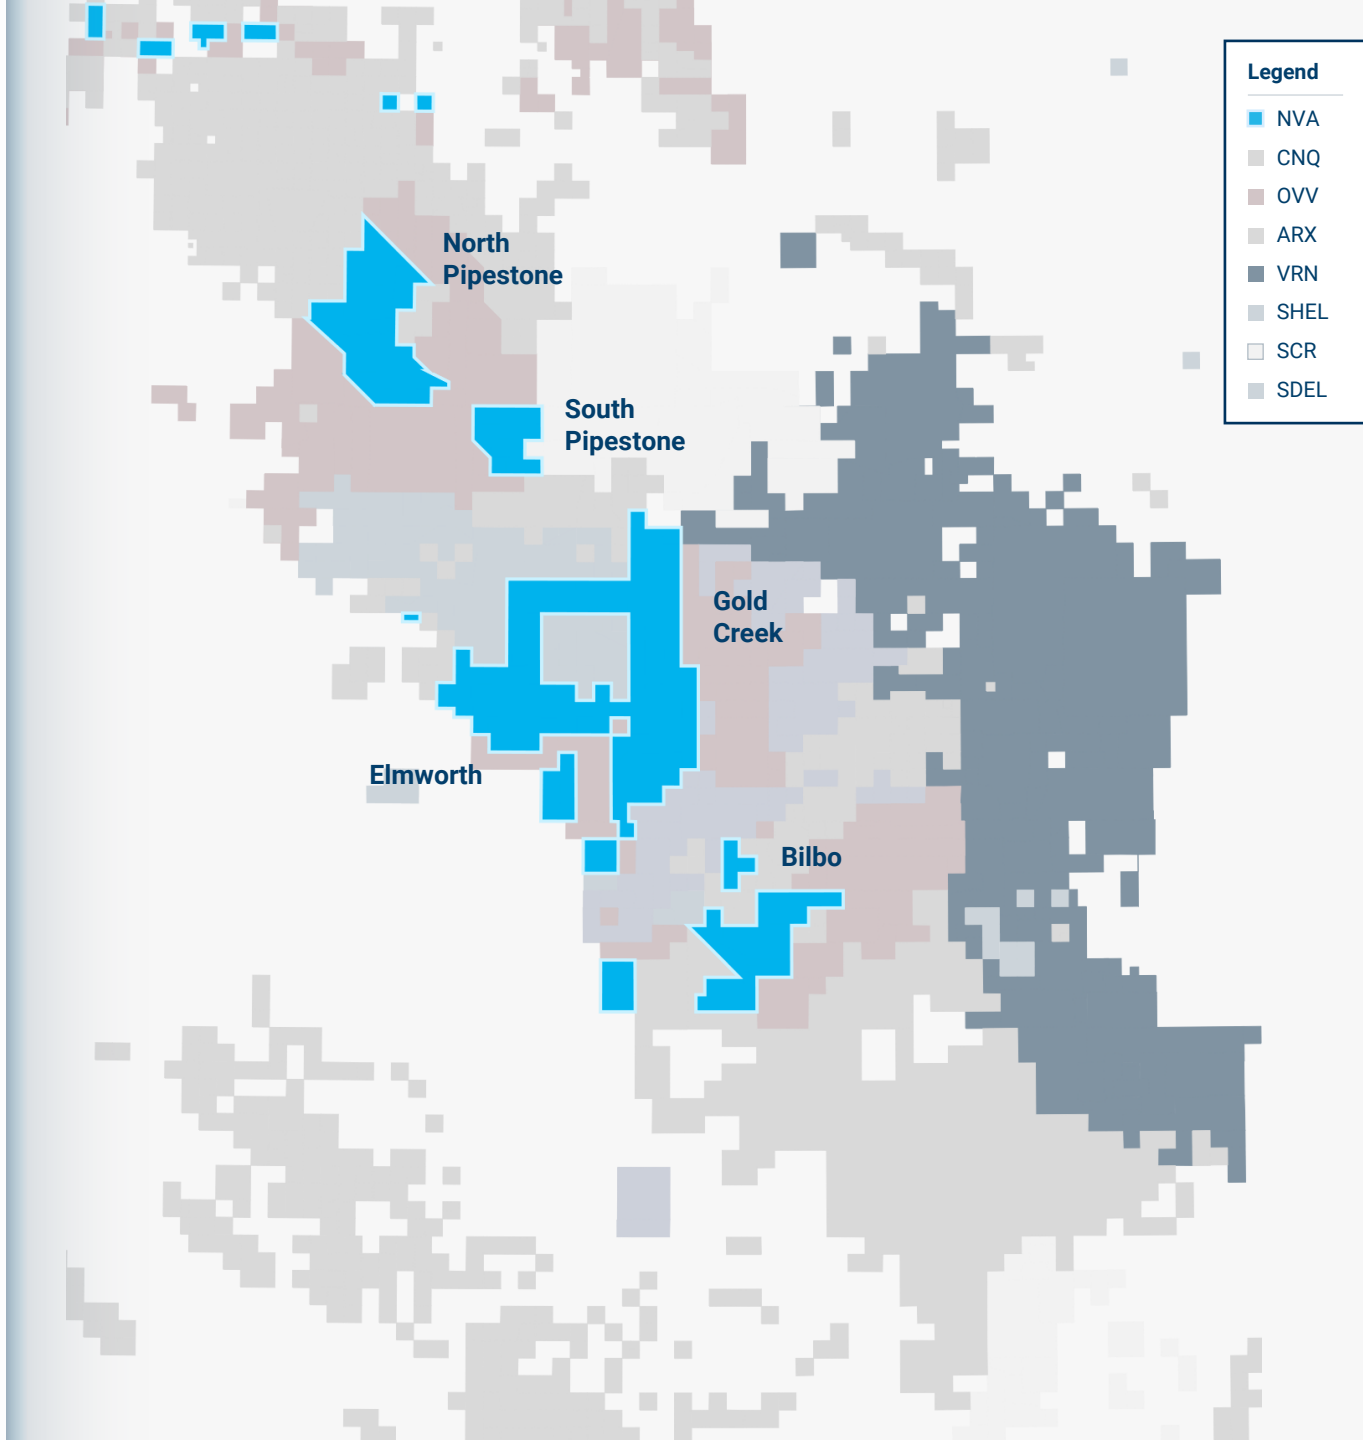 Legend
NVA
CNQ
OVV
ARX
VRN
SHEL
SCR
SDEL
North
Pipestone
South
Pipestone
Gold
Creek
Elmworth
Bilbo